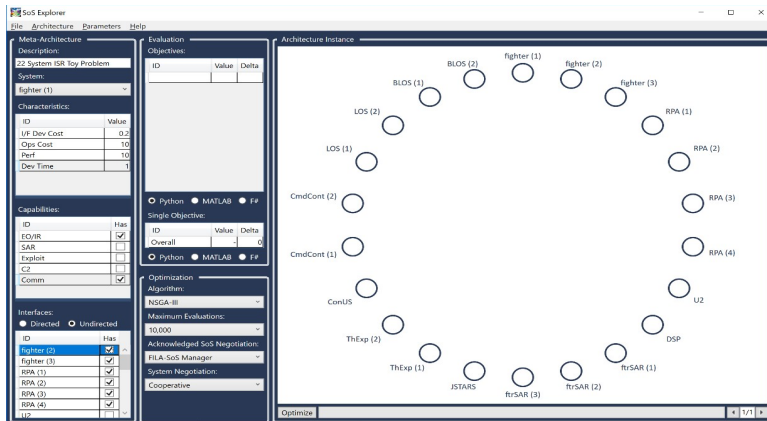 SoS Explorer
File Architecture Parameters Help
Meta-Architecture
Description:
22 System ISR Toy Problem
System:
fighter (1)
Characteristics:
ID Value
I/F Dev Cost 0.2
Ops Cost 10
Perf 10
Dev Time 1
Capabilities:
ID Has
EO/IR
SAR
Exploit
C2
Comm
Interfaces:
Directed Undirected
ID Has
fighter (2)
fighter (3)
RPA (1)
RPA (2)
RPA (3)
RPA (4)
U2
Evaluation
Objectives:
ID Value Delta
Python MATLAB F#
Single Objective:
ID Value Delta
Overall - 0
Python MATLAB F#
Optimization
Algorithm:
NSGA-III
Maximum Evaluations:
10,000
Acknowledged SoS Negotiation:
FILA-SoS Manager
System Negotiation:
Cooperative
Architecture Instance
fighter (1)
fighter (2)
fighter (3)
RPA (1)
RPA (2)
RPA (3)
RPA (4)
U2
DSP
ftrSAR (1)
ftrSAR (2)
ftrSAR (3)
JSTARS
ThExp (1)
ThExp (2)
ConUS
CmdCont (1)
CmdCont (2)
LOS (1)
LOS (2)
BLOS (1)
BLOS (2)
Optimize
1/1